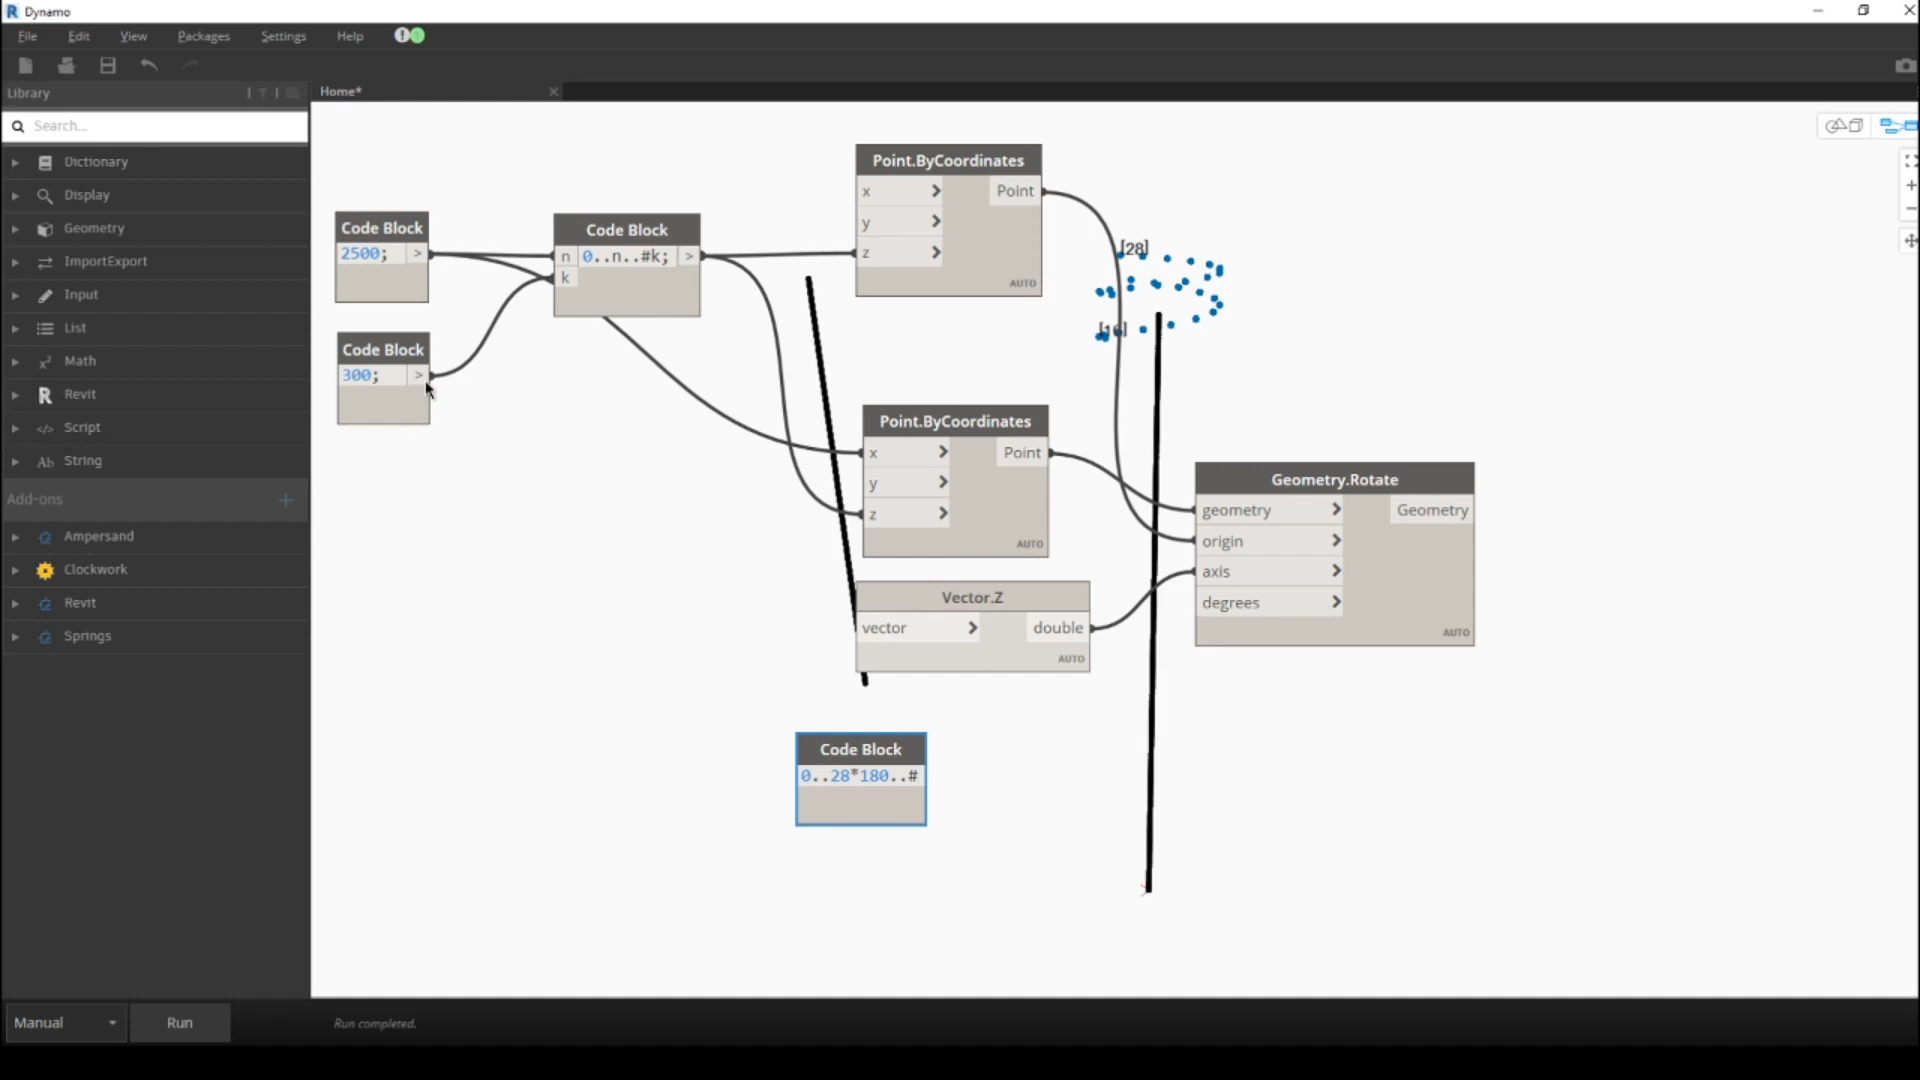 Dynamo
File Edit View Packages Settings Help
Library
Home*
Search...
Dictionary
Display
Geometry
ImportExport
Input
List
Math
Revit
Script
String
Add-ons
Ampersand
Clockwork
Revit
Springs
Code Block
2500; >
Code Block
300; >
Code Block
n 0..n..#k; >
k
Point.ByCoordinates
x Point
y
z
AUTO
[28]
[16]
Point.ByCoordinates
x Point
y
z
AUTO
Vector.Z
vector double
AUTO
Geometry.Rotate
geometry Geometry
origin
axis
degrees
AUTO
Code Block
0..28*180..#
Manual Run Run completed.